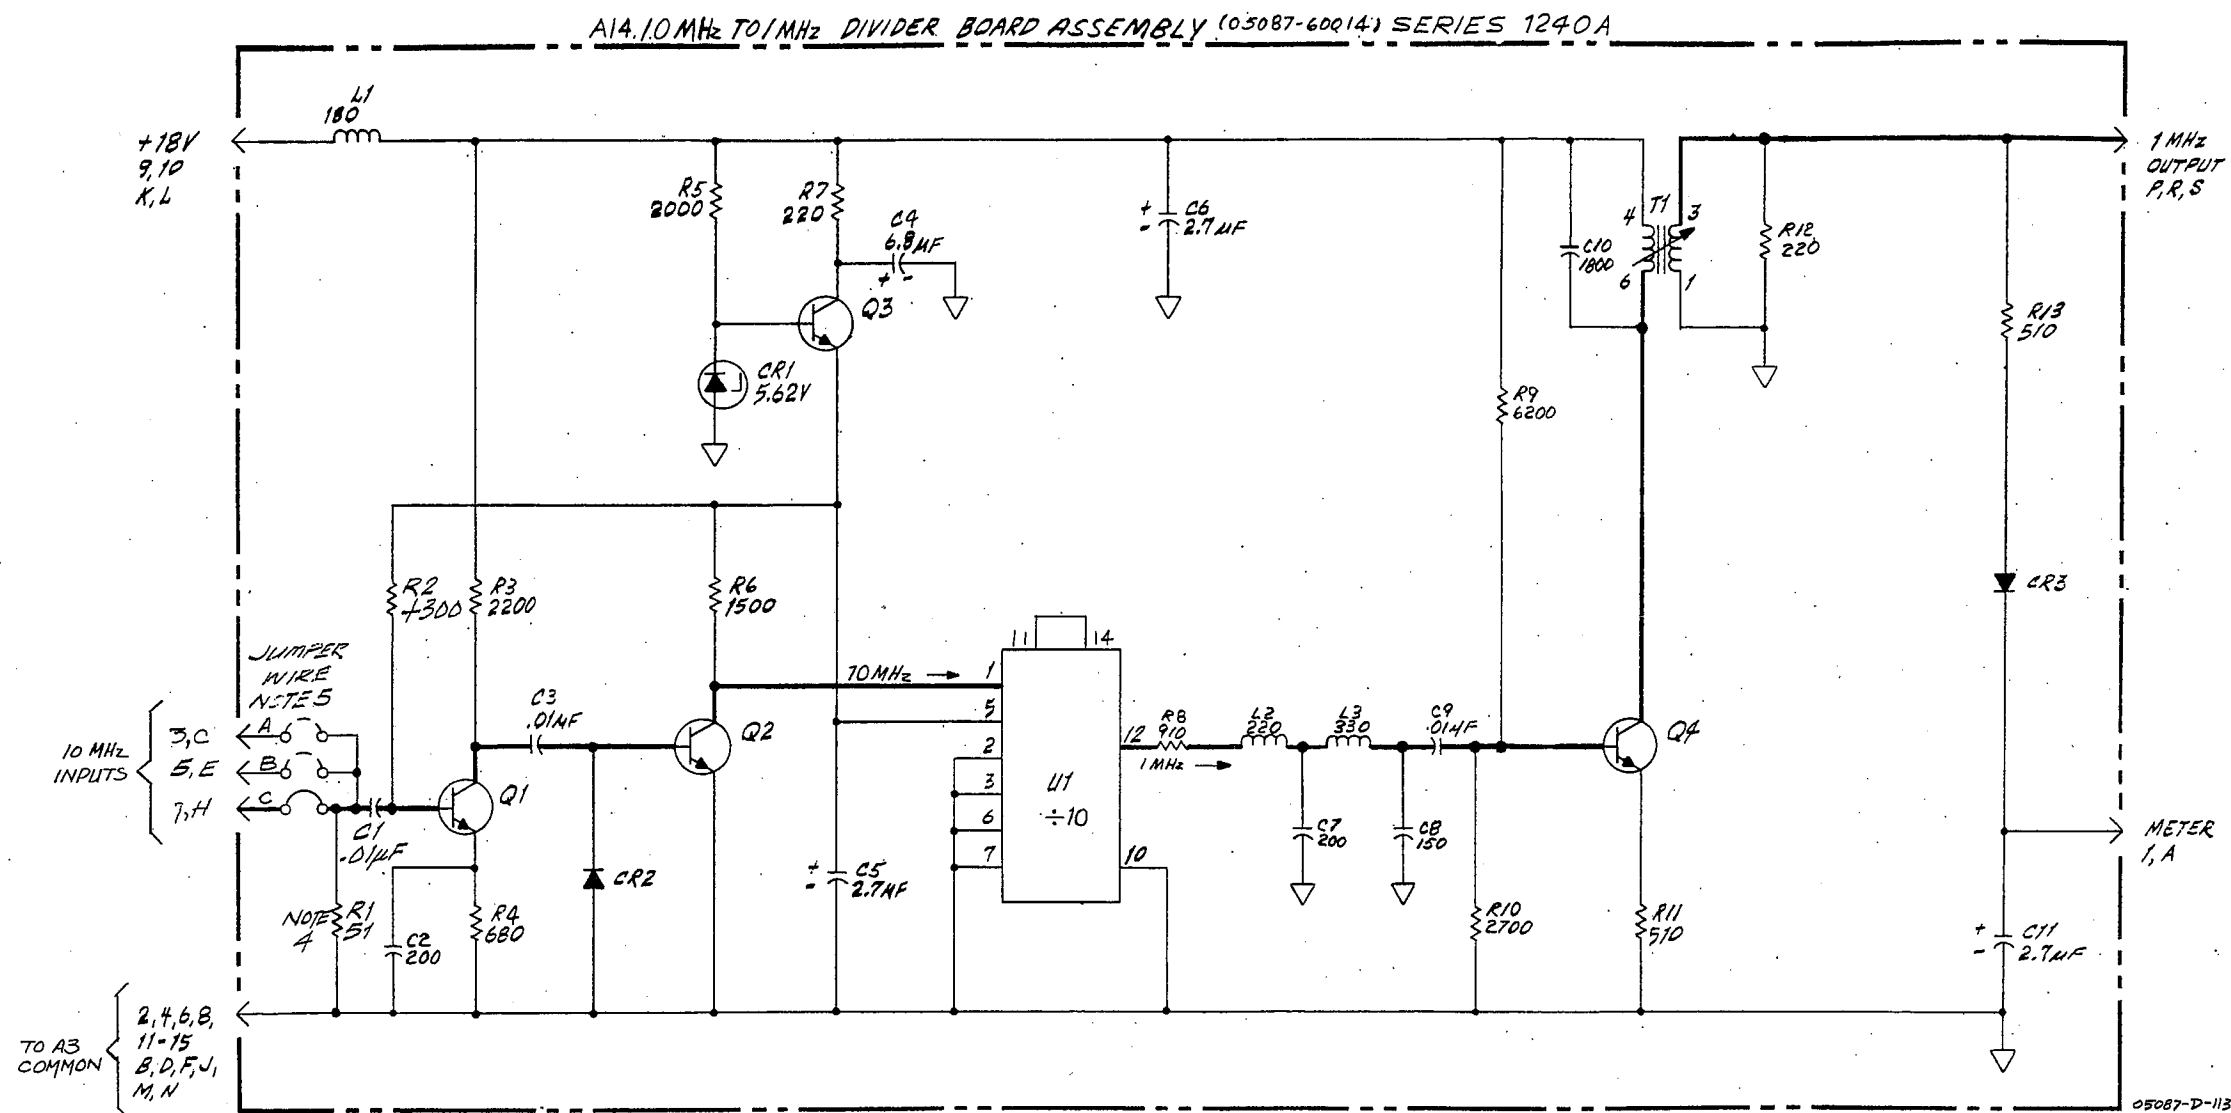 A14.10MHz TO 1MHz DIVIDER BOARD ASSEMBLY (05087-60014) SERIES 1240A
L1
180
+18V
9,10
K,L
R5
2000
R7
220
C4
6.8µF
+ -
Q3
CR1
5.62V
+
-
C6
2.7µF
C10
1800
4
T1
3
6
1
R12
220
1 MHz
OUTPUT
P,R,S
R13
510
R9
6200
CR3
R2
+300
R3
2200
R6
1500
JUMPER
WIRE
NOTE 5
10 MHz
INPUTS
3,C
A
5,E
B
7,H
C
C1
.01µF
Q1
C3
.01µF
Q2
10MHz
11
14
1
5
2
3
6
7
12
10
U1
÷10
R8
910
1MHz
L2
220
L3
330
C9
.01µF
Q4
C7
200
C8
150
METER
1,A
NOTE
4
R1
51
C2
200
R4
680
CR2
+
-
C5
2.7µF
R10
2700
R11
510
+
-
C11
2.7µF
TO A3
COMMON
2,4,6,8,
11-15
B,D,F,J,
M,N
05087-D-113